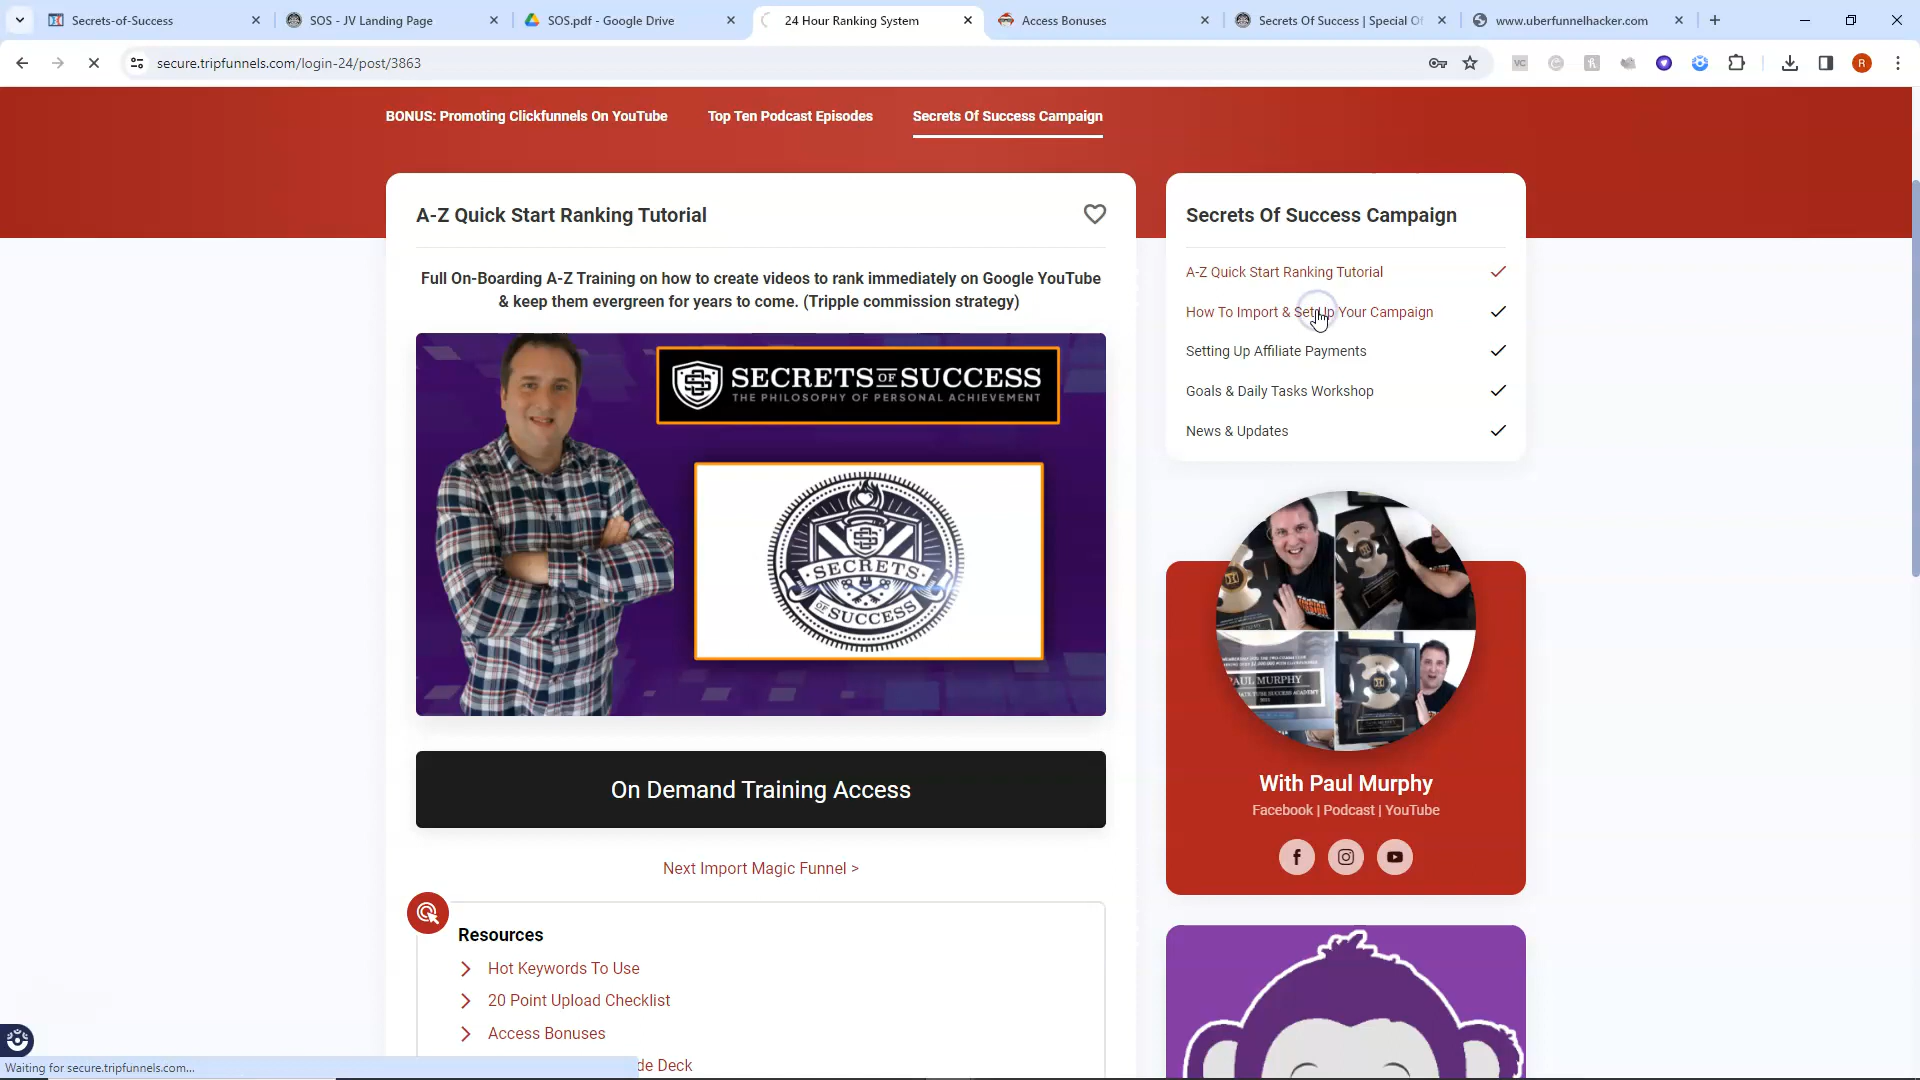 Secrets-of-Success
SOS - JV Landing Page
SOS.pdf - Google Drive
24 Hour Ranking System
Access Bonuses
Secrets Of Success | Special Of
www.uberfunnelhacker.com
secure.tripfunnels.com/login-24/post/3863
VC
R
BONUS: Promoting Clickfunnels On YouTube
Top Ten Podcast Episodes
Secrets Of Success Campaign
A-Z Quick Start Ranking Tutorial
Full On-Boarding A-Z Training on how to create videos to rank immediately on Google YouTube
& keep them evergreen for years to come. (Tripple commission strategy)
SECRETS OF SUCCESS
THE PHILOSOPHY OF PERSONAL ACHIEVEMENT
SECRETS
OF SUCCESS
On Demand Training Access
Next Import Magic Funnel >
Resources
Hot Keywords To Use
20 Point Upload Checklist
Access Bonuses
de Deck
Secrets Of Success Campaign
A-Z Quick Start Ranking Tutorial
How To Import & Set Up Your Campaign
Setting Up Affiliate Payments
Goals & Daily Tasks Workshop
News & Updates
PAUL MURPHY
With Paul Murphy
Facebook | Podcast | YouTube
Waiting for secure.tripfunnels.com...